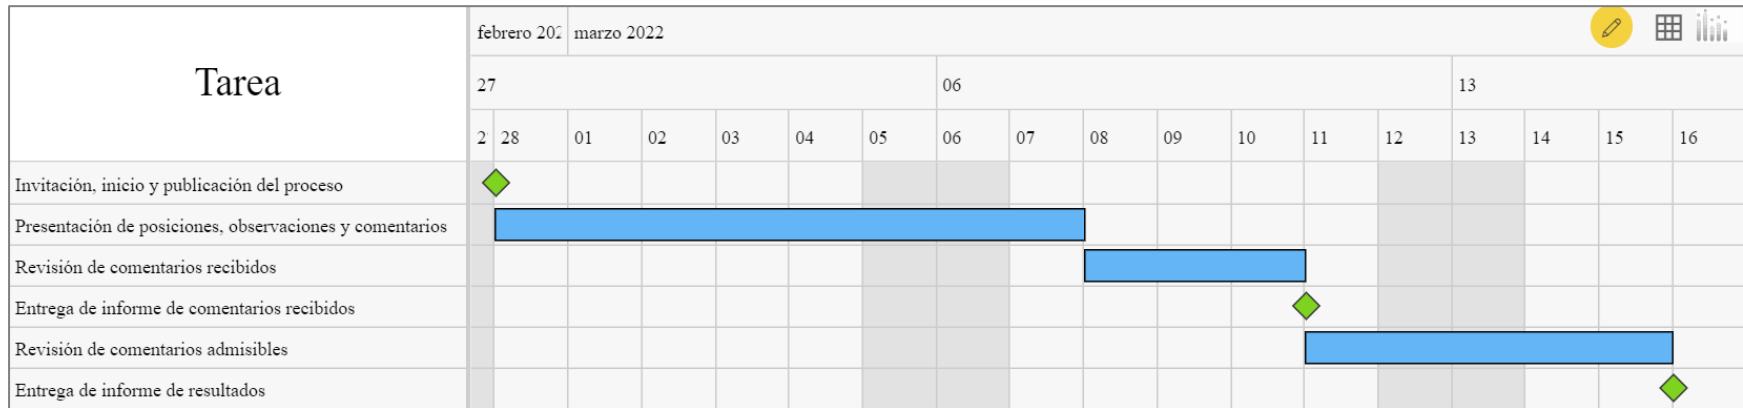 Tarea
febrero 202 marzo 2022
27 06 13
2 28 01 02 03 04 05 06 07 08 09 10 11 12 13 14 15 16
Invitación, inicio y publicación del proceso
Presentación de posiciones, observaciones y comentarios
Revisión de comentarios recibidos
Entrega de informe de comentarios recibidos
Revisión de comentarios admisibles
Entrega de informe de resultados